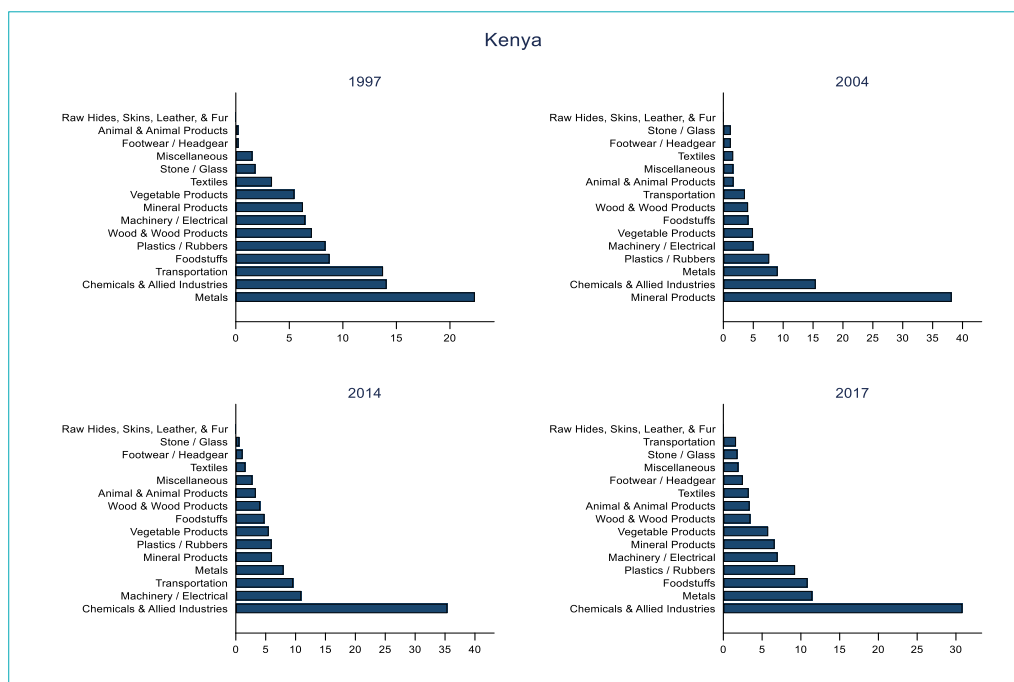 Kenya
1997
Raw Hides, Skins, Leather, & Fur
Animal & Animal Products
Footwear / Headgear
Miscellaneous
Stone / Glass
Textiles
Vegetable Products
Mineral Products
Machinery / Electrical
Wood & Wood Products
Plastics / Rubbers
Foodstuffs
Transportation
Chemicals & Allied Industries
Metals
0 5 10 15 20
2004
Raw Hides, Skins, Leather, & Fur
Stone / Glass
Footwear / Headgear
Textiles
Miscellaneous
Animal & Animal Products
Transportation
Wood & Wood Products
Foodstuffs
Vegetable Products
Machinery / Electrical
Plastics / Rubbers
Metals
Chemicals & Allied Industries
Mineral Products
0 5 10 15 20 25 30 35 40
2014
Raw Hides, Skins, Leather, & Fur
Stone / Glass
Footwear / Headgear
Textiles
Miscellaneous
Animal & Animal Products
Wood & Wood Products
Foodstuffs
Vegetable Products
Plastics / Rubbers
Mineral Products
Metals
Transportation
Machinery / Electrical
Chemicals & Allied Industries
0 5 10 15 20 25 30 35 40
2017
Raw Hides, Skins, Leather, & Fur
Transportation
Stone / Glass
Miscellaneous
Footwear / Headgear
Textiles
Animal & Animal Products
Wood & Wood Products
Vegetable Products
Mineral Products
Machinery / Electrical
Plastics / Rubbers
Foodstuffs
Metals
Chemicals & Allied Industries
0 5 10 15 20 25 30